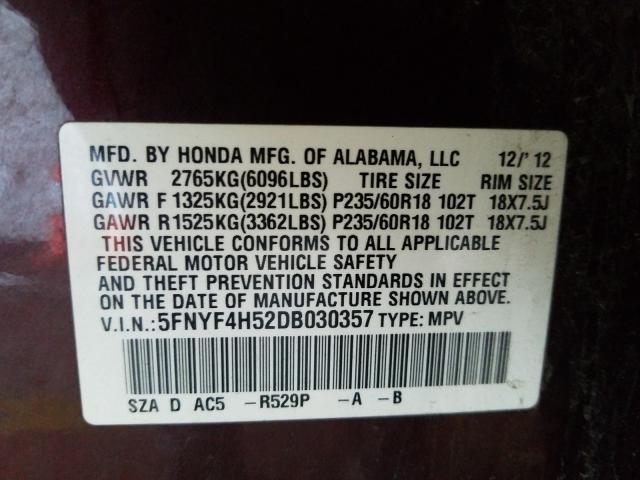 MFD. BY HONDA MFG. OF ALABAMA, LLC 12/'12
GVWR 2765KG(6096LBS) TIRE SIZE RIM SIZE
GAWR F 1325KG(2921LBS) P235/60R18 102T 18X7.5J
GAWR R 1525KG(3362LBS) P235/60R18 102T 18X7.5J
THIS VEHICLE CONFORMS TO ALL APPLICABLE
FEDERAL MOTOR VEHICLE SAFETY
AND THEFT PREVENTION STANDARDS IN EFFECT
ON THE DATE OF MANUFACTURE SHOWN ABOVE.
V.I.N.:5FNYF4H52DB030357 TYPE: MPV
SZA D AC5 -R529P -A -B